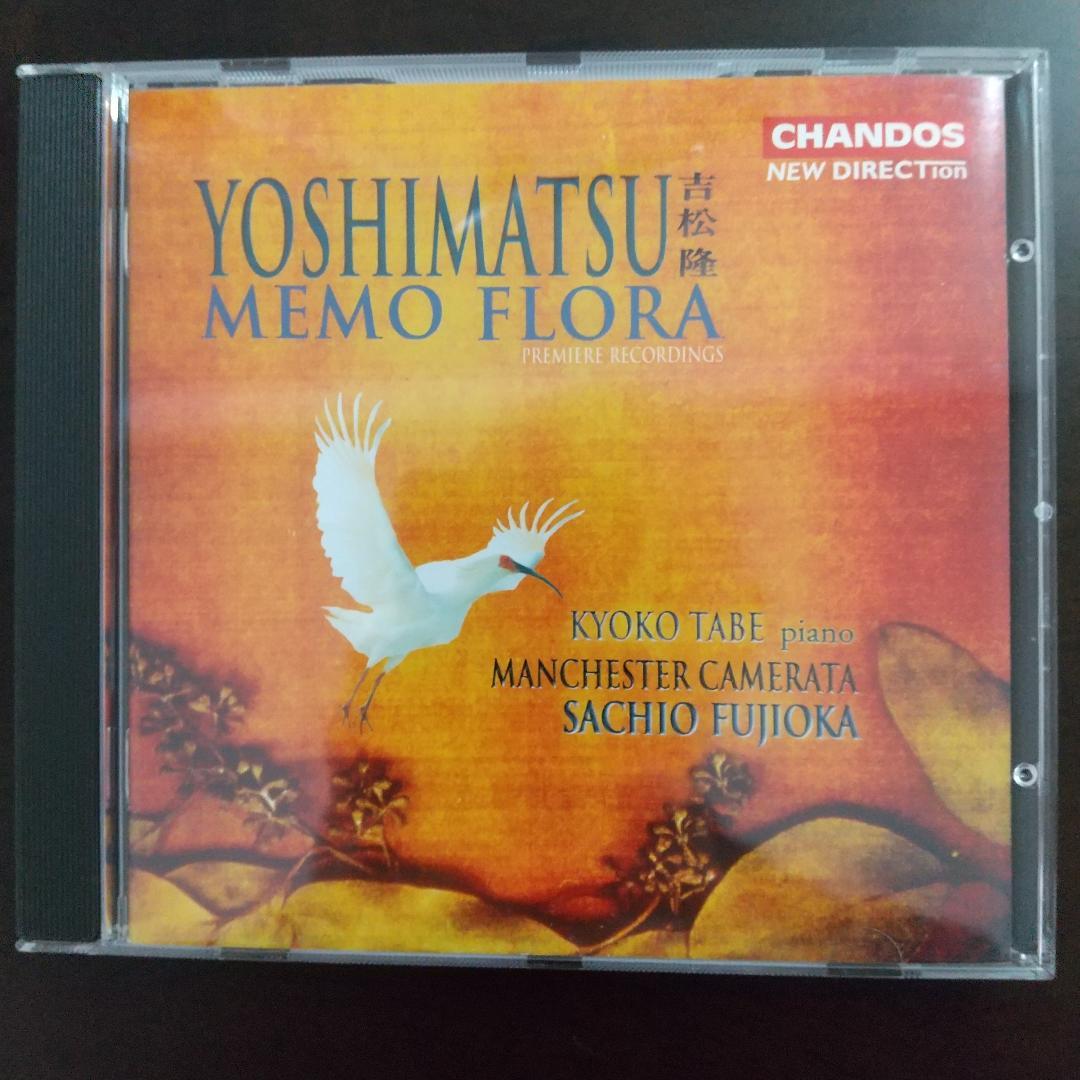 CHANDOS
NEW DIRECTion
YOSHIMATSU
吉松隆
MEMO FLORA
PREMIERE RECORDINGS
KYOKO TABE piano
MANCHESTER CAMERATA
SACHIO FUJIOKA